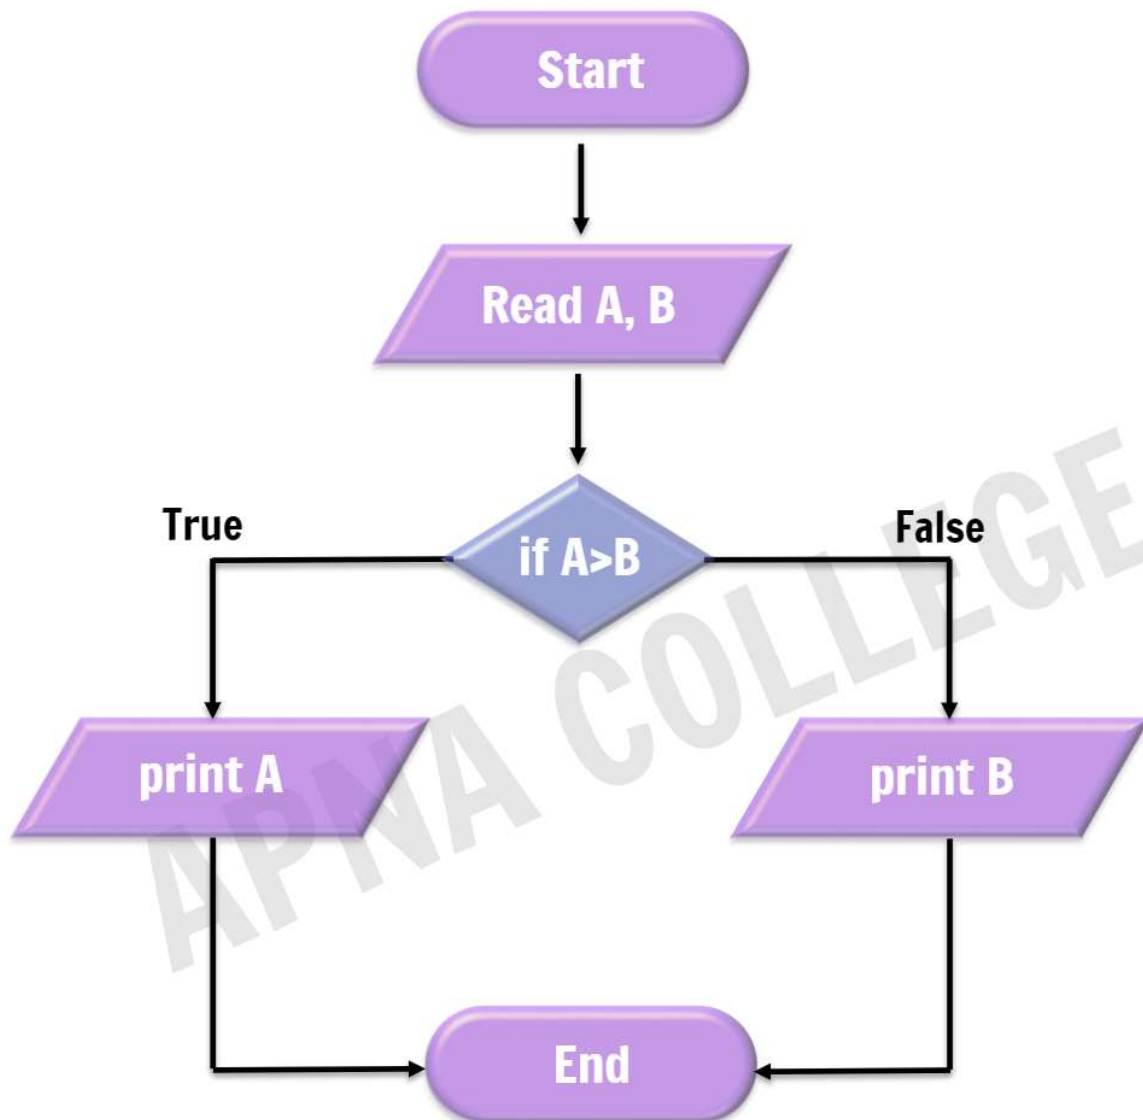 Start
Read A, B
True
if A>B
False
print A
print B
End
APNA COLLEGE